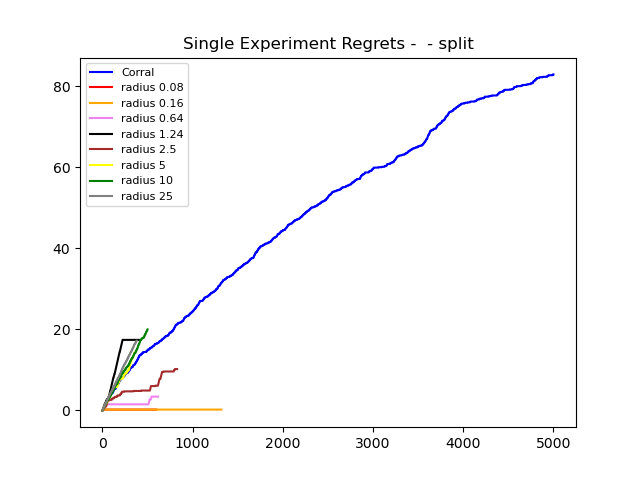 Single Experiment Regrets -  - split
Corral
radius 0.08
radius 0.16
radius 0.64
radius 1.24
radius 2.5
radius 5
radius 10
radius 25
80
60
40
20
0
0 1000 2000 3000 4000 5000